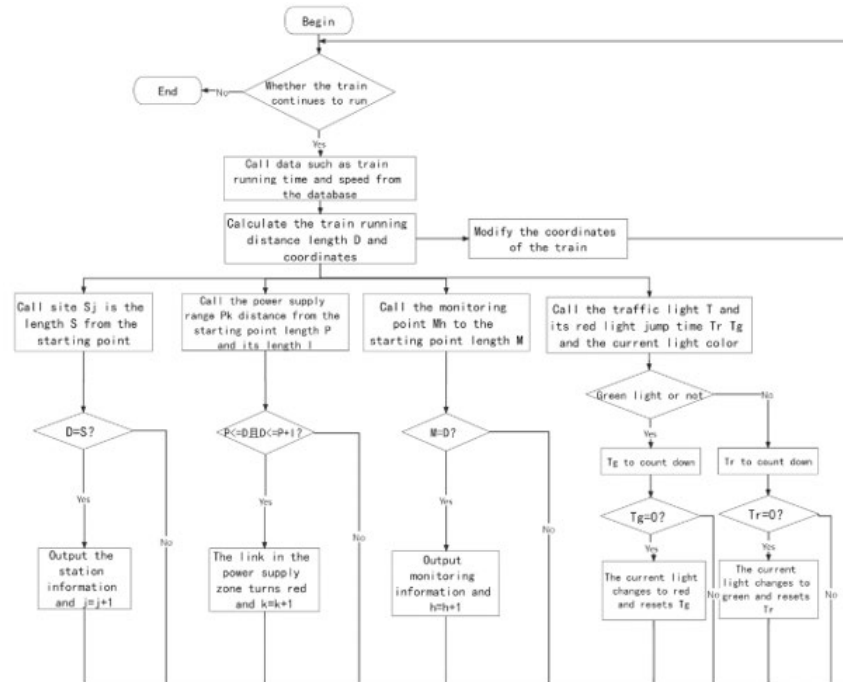 Begin
Whether the train
continues to run
End
No
Yes
Call data such as train
running time and speed from
the database
Calculate the train running
distance length D and
coordinates
Modify the coordinates
of the train
Call site Sj is the
length S from the
starting point
Call the power supply
range Pk distance from the
starting point length P
and its length l
Call the monitoring
point Mh to the
starting point length M
Call the traffic light T and
its red light jump time Tr Tg
and the current light color
Green light or not
No
Yes
D=S?
P<=D且D<=P+l?
M=D?
Tg to count down
Tr to count down
Yes
No
Yes
No
Yes
No
Tg=0?
Tr=0?
Yes
No
Yes
No
Output the
station
information
and j=j+1
The link in the
power supply
zone turns red
and k=k+1
Output
monitoring
information and
h=h+1
The current light
changes to red
and resets Tg
The current
light changes to
green and resets
Tr